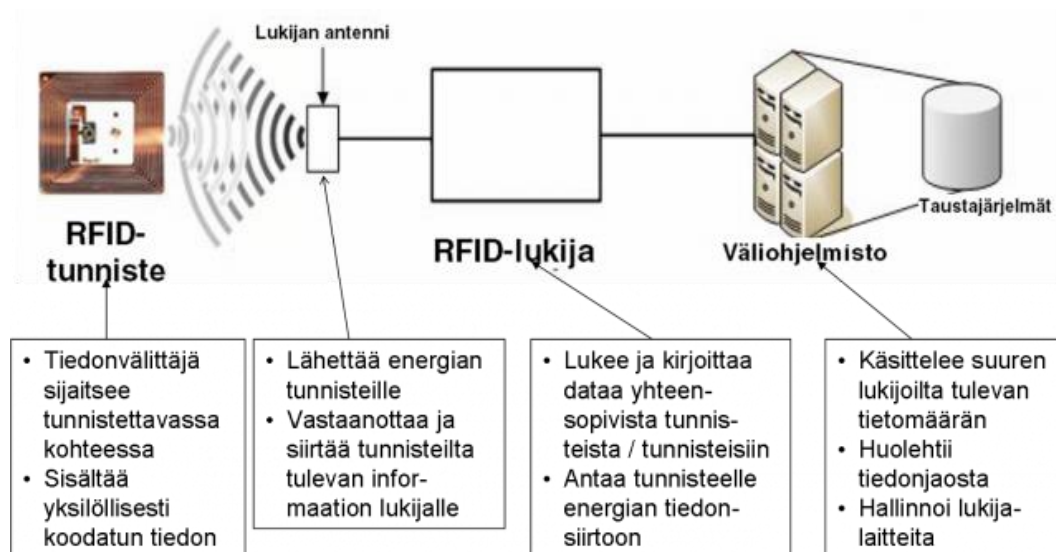 Lukijan antenni
RFID-
tunniste
RFID-lukija
Väliohjelmisto
Taustajärjelmät
• Tiedonvälittäjä
sijaitsee
tunnistettavassa
kohteessa
• Sisältää
yksilöllisesti
koodatun tiedon
• Lähettää energian
tunnisteille
• Vastaanottaa ja
siirtää tunnisteilta
tulevan infor-
maation lukijalle
• Lukee ja kirjoittaa
dataa yhteen-
sopivista tunnis-
teista / tunnisteisiin
• Antaa tunnisteelle
energian tiedon-
siirtoon
• Käsittelee suuren
lukijoilta tulevan
tietomäärän
• Huolehtii
tiedonjaosta
• Hallinnoi lukija-
laitteita